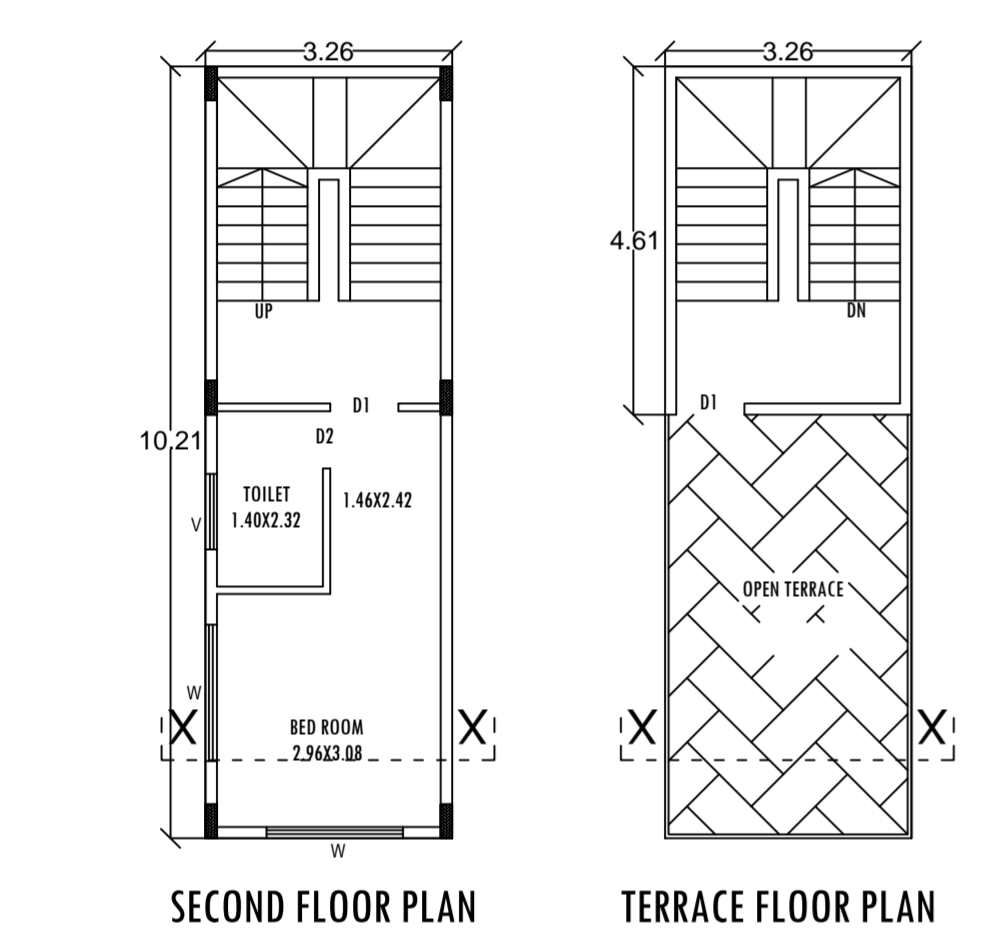 3.26
UP
D1
D2
10.21
TOILET
1.40X2.32
1.46X2.42
V
W
X
BED ROOM
2.96X3.08
X
W
SECOND FLOOR PLAN
3.26
4.61
DN
D1
OPEN TERRACE
X
X
TERRACE FLOOR PLAN